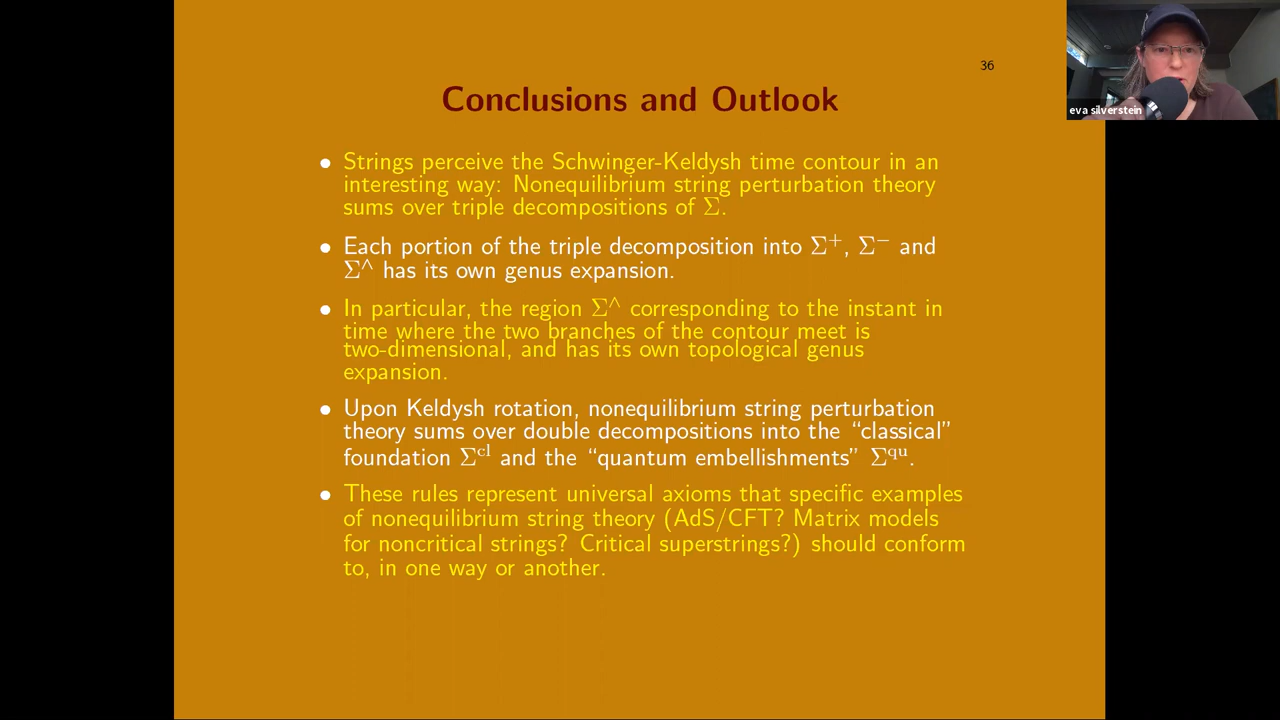 eva silverstein
36
Conclusions and Outlook
• Strings perceive the Schwinger-Keldysh time contour in an
interesting way: Nonequilibrium string perturbation theory
sums over triple decompositions of Σ.
• Each portion of the triple decomposition into Σ⁺, Σ⁻ and
Σ^∧ has its own genus expansion.
• In particular, the region Σ^∧ corresponding to the instant in
time where the two branches of the contour meet is
two-dimensional, and has its own topological genus
expansion.
• Upon Keldysh rotation, nonequilibrium string perturbation
theory sums over double decompositions into the “classical”
foundation Σ^cl and the “quantum embellishments” Σ^qu.
• These rules represent universal axioms that specific examples
of nonequilibrium string theory (AdS/CFT? Matrix models
for noncritical strings? Critical superstrings?) should conform
to, in one way or another.